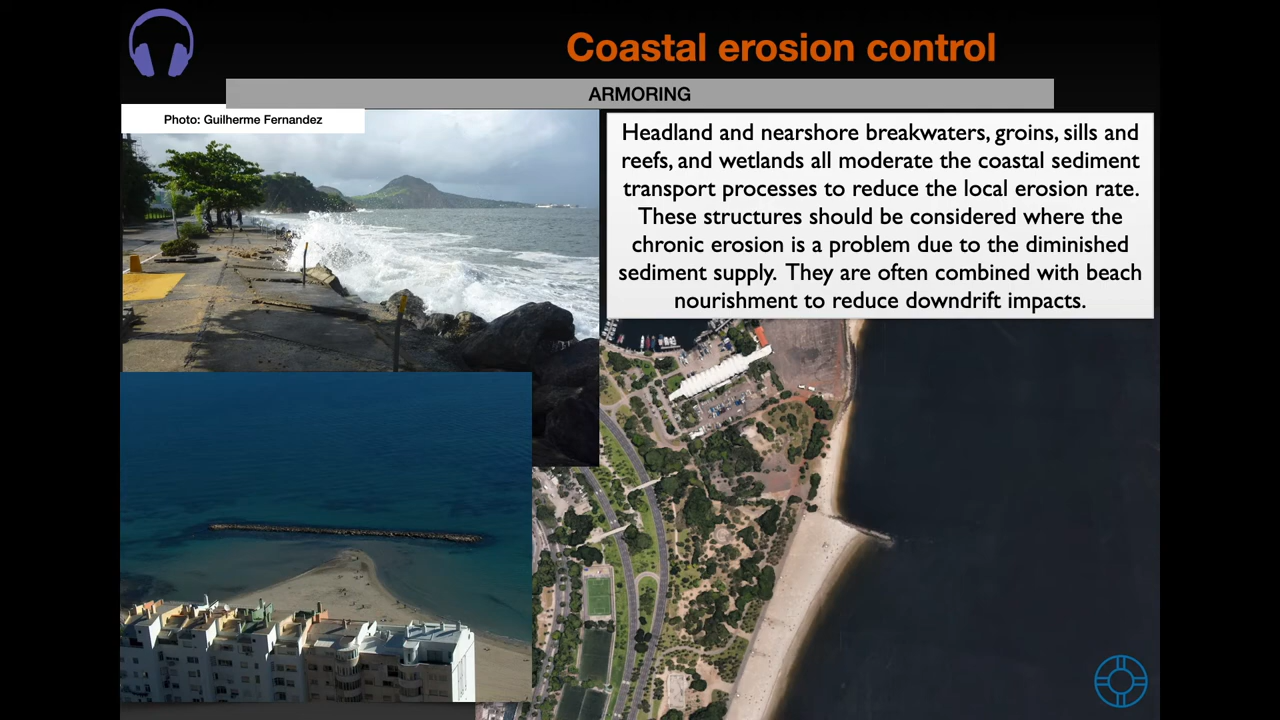 Coastal erosion control
ARMORING
Photo: Guilherme Fernandez
Headland and nearshore breakwaters, groins, sills and
reefs, and wetlands all moderate the coastal sediment
transport processes to reduce the local erosion rate.
These structures should be considered where the
chronic erosion is a problem due to the diminished
sediment supply.  They are often combined with beach
nourishment to reduce downdrift impacts.